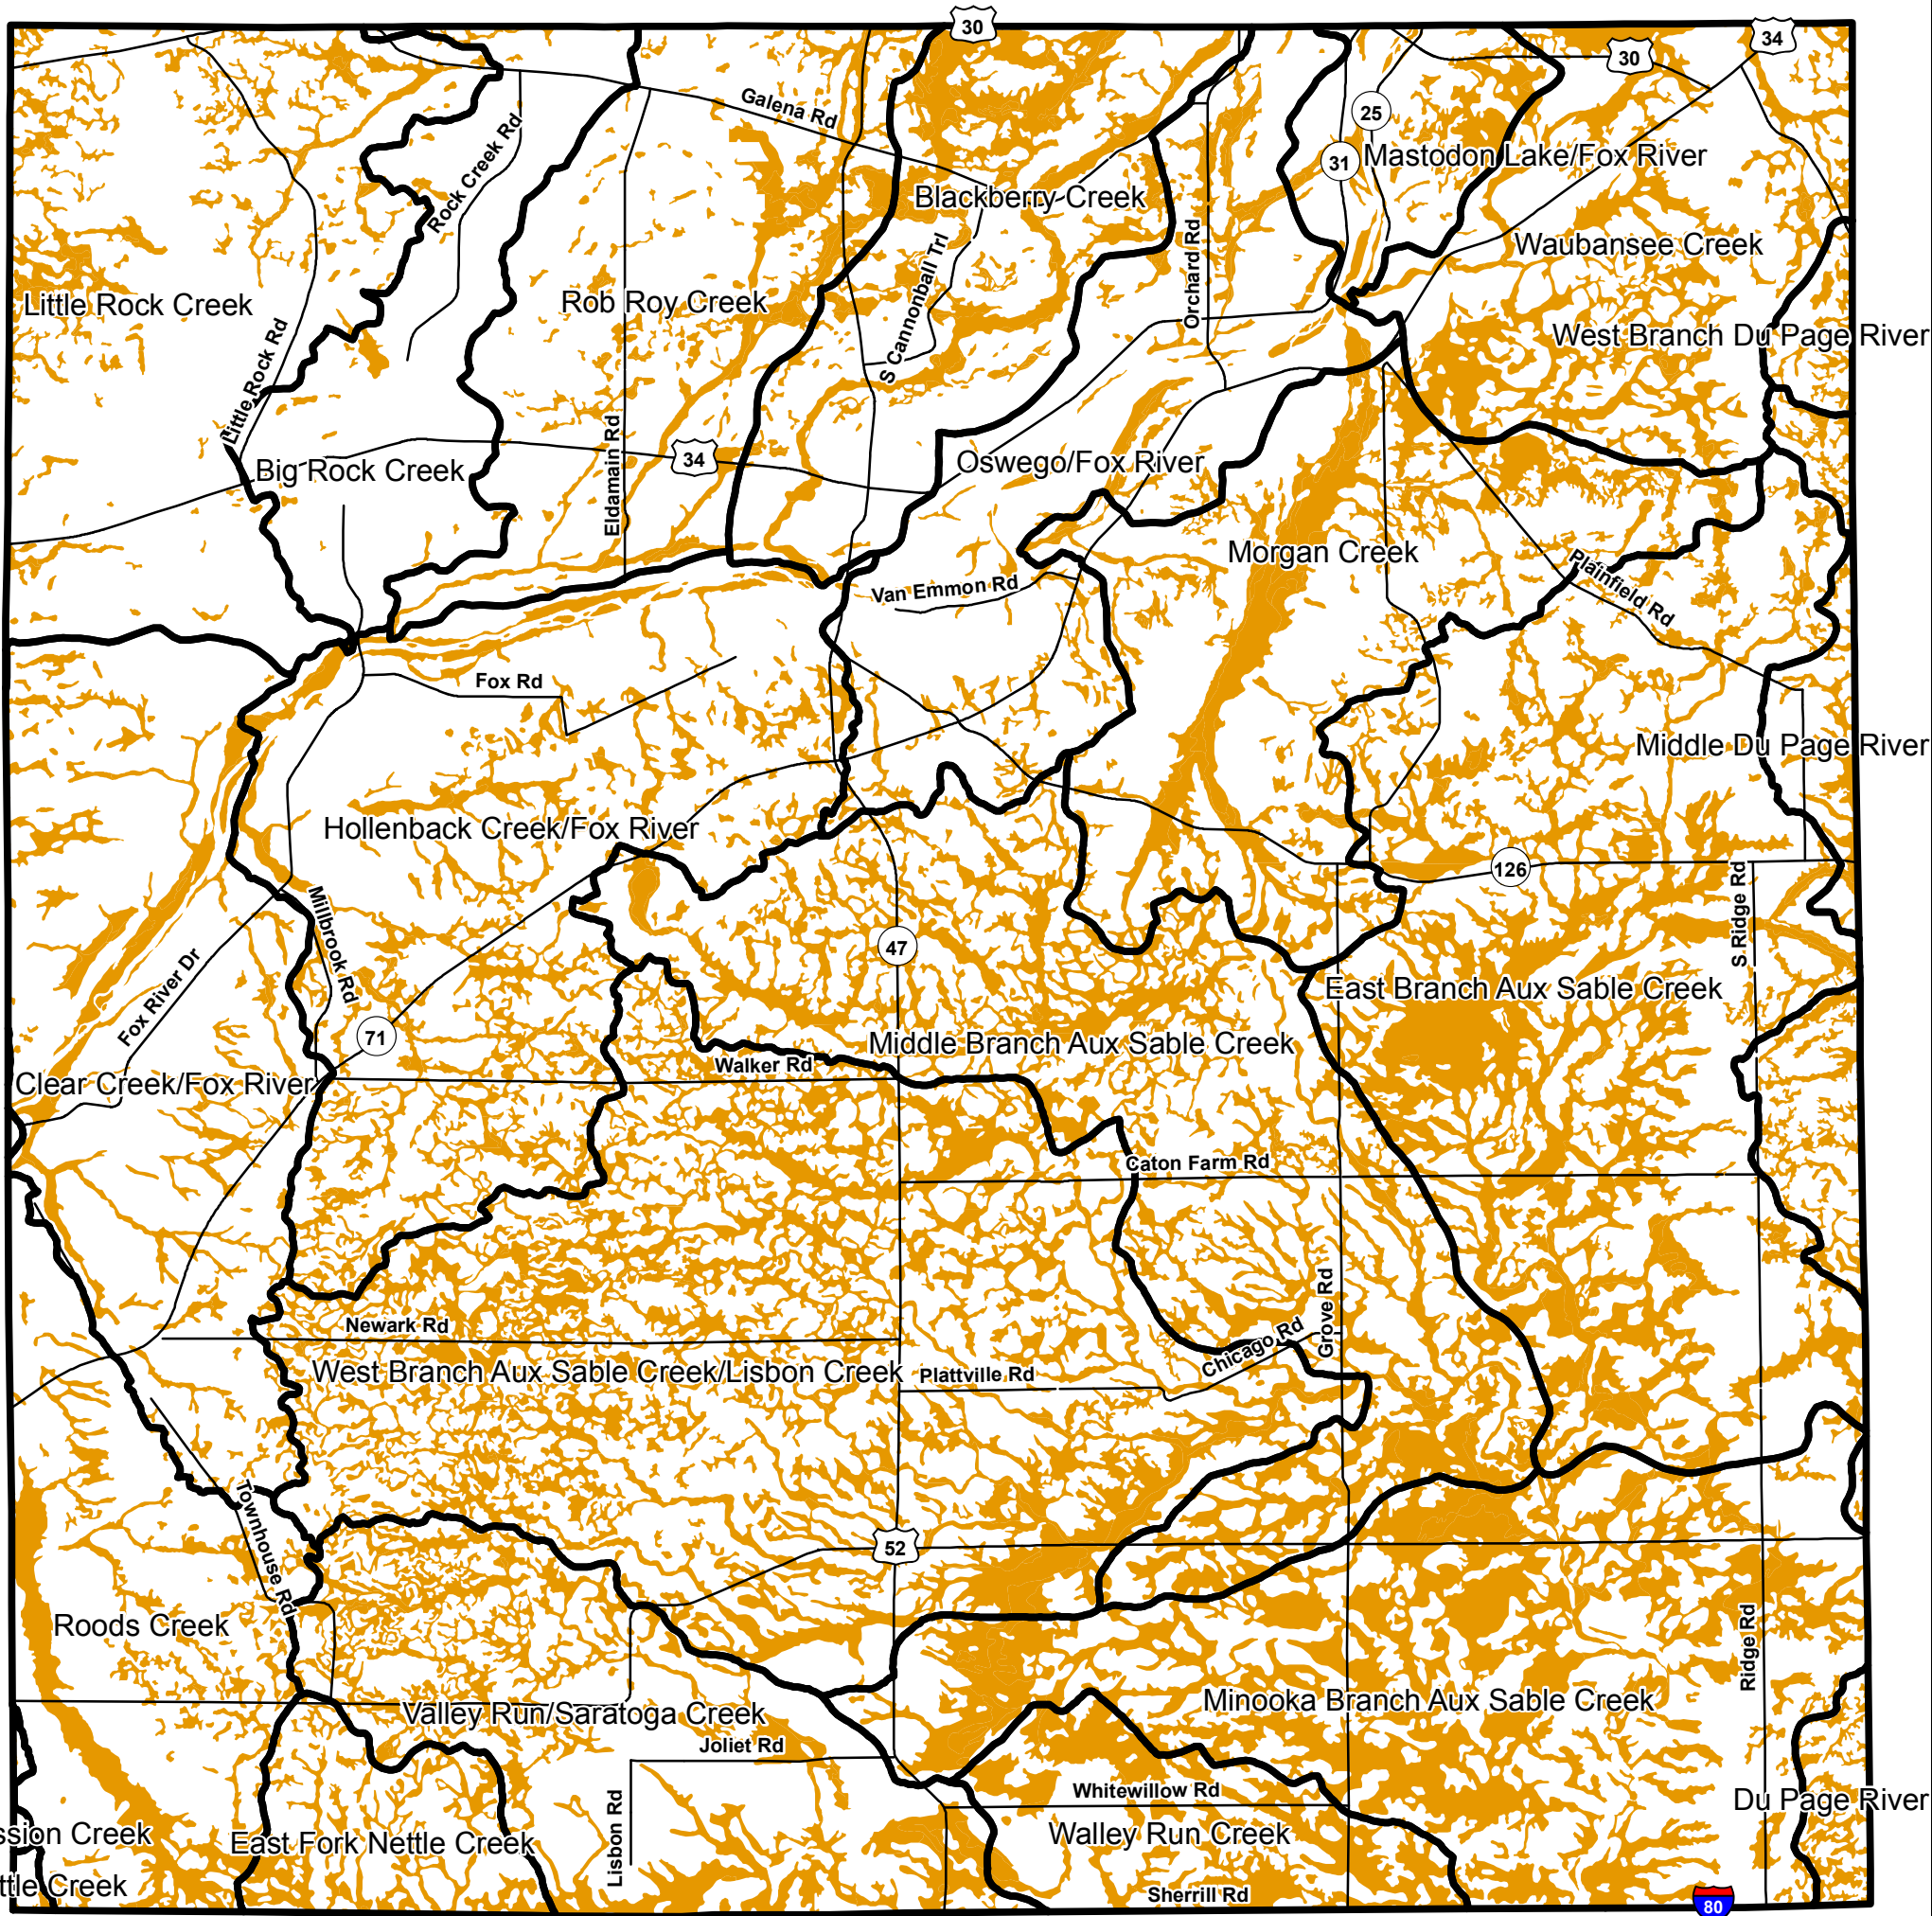 30
34
30
Galena Rd
25
Rock Creek Rd
31
Mastodon Lake/Fox River
Blackberry Creek
Orchard Rd
Waubansee Creek
S Cannonball Trl
Little Rock Creek
Rob Roy Creek
West Branch Du Page River
Little Rock Rd
Eldamain Rd
34
Big Rock Creek
Oswego/Fox River
Morgan Creek
Plainfield Rd
Van Emmon Rd
Fox Rd
Middle Du Page River
Hollenback Creek/Fox River
126
Millbrook Rd
S Ridge Rd
47
Fox River Dr
East Branch Aux Sable Creek
71
Middle Branch Aux Sable Creek
Walker Rd
Clear Creek/Fox River
Caton Farm Rd
Grove Rd
Newark Rd
Chicago Rd
West Branch Aux Sable Creek/Lisbon Creek
Plattville Rd
Townhouse Rd
52
Roods Creek
Ridge Rd
Minooka Branch Aux Sable Creek
Valley Run/Saratoga Creek
Joliet Rd
Whitewillow Rd
Du Page River
Lisbon Rd
ssion Creek
East Fork Nettle Creek
Walley Run Creek
ttle Creek
Sherrill Rd
80